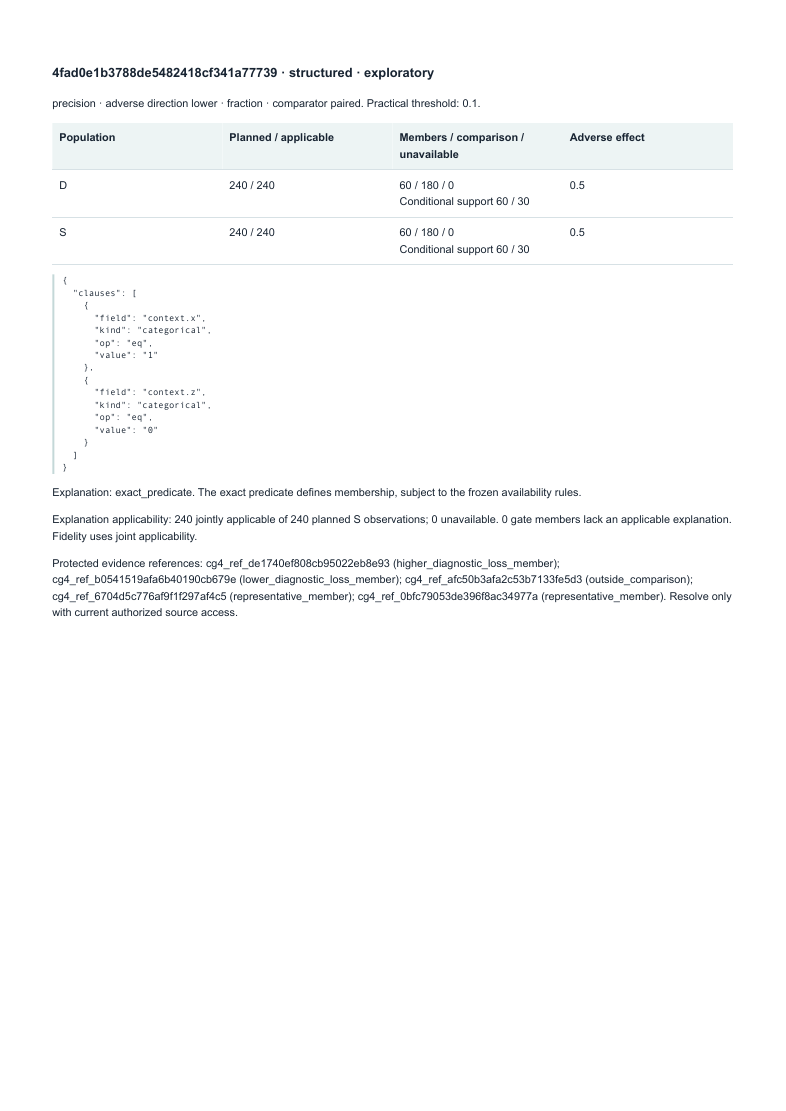 4fad0e1b3788de5482418cf341a77739 · structured · exploratory
precision · adverse direction lower · fraction · comparator paired. Practical threshold: 0.1.
Population Planned / applicable Members / comparison / unavailable Adverse effect
D 240 / 240 60 / 180 / 0 0.5
Conditional support 60 / 30
S 240 / 240 60 / 180 / 0 0.5
Conditional support 60 / 30
{
  "clauses": [
    {
      "field": "context.x",
      "kind": "categorical",
      "op": "eq",
      "value": "1"
    },
    {
      "field": "context.z",
      "kind": "categorical",
      "op": "eq",
      "value": "0"
    }
  ]
}
Explanation: exact_predicate. The exact predicate defines membership, subject to the frozen availability rules.
Explanation applicability: 240 jointly applicable of 240 planned S observations; 0 unavailable. 0 gate members lack an applicable explanation.
Fidelity uses joint applicability.
Protected evidence references: cg4_ref_de1740ef808cb95022eb8e93 (higher_diagnostic_loss_member);
cg4_ref_b0541519afa6b40190cb679e (lower_diagnostic_loss_member); cg4_ref_afc50b3afa2c53b7133fe5d3 (outside_comparison);
cg4_ref_6704d5c776af9f1f297af4c5 (representative_member); cg4_ref_0bfc79053de396f8ac34977a (representative_member). Resolve only
with current authorized source access.